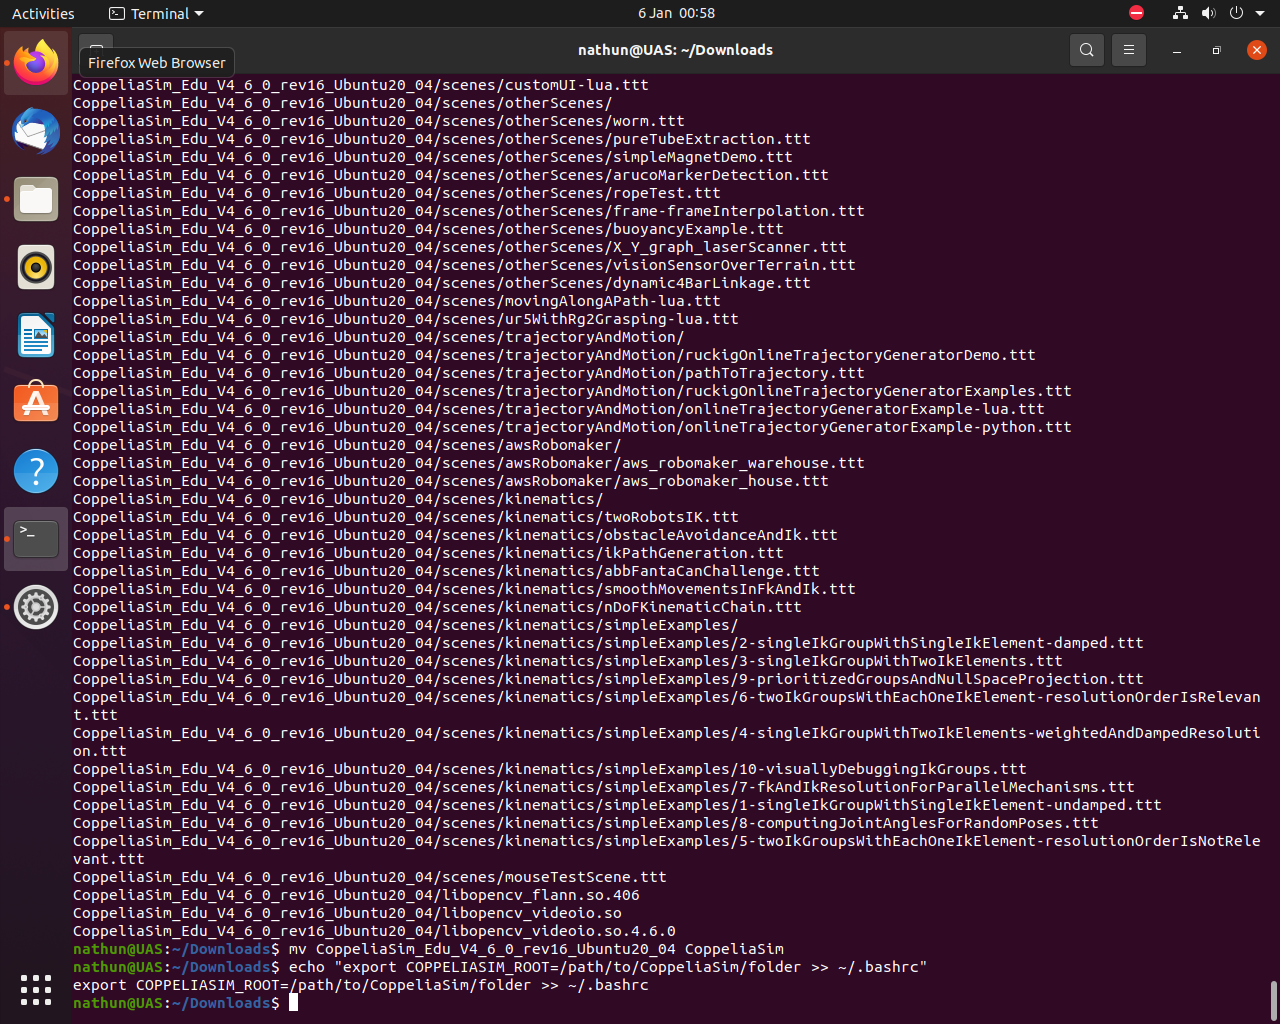 Activities
Terminal
6 Jan 00:58
nathun@UAS: ~/Downloads
Firefox Web Browser
CoppeliaSim_Edu_V4_6_0_rev16_Ubuntu20_04/scenes/customUI-lua.ttt
CoppeliaSim_Edu_V4_6_0_rev16_Ubuntu20_04/scenes/otherScenes/
CoppeliaSim_Edu_V4_6_0_rev16_Ubuntu20_04/scenes/otherScenes/worm.ttt
CoppeliaSim_Edu_V4_6_0_rev16_Ubuntu20_04/scenes/otherScenes/pureTubeExtraction.ttt
CoppeliaSim_Edu_V4_6_0_rev16_Ubuntu20_04/scenes/otherScenes/simpleMagnetDemo.ttt
CoppeliaSim_Edu_V4_6_0_rev16_Ubuntu20_04/scenes/otherScenes/arucoMarkerDetection.ttt
CoppeliaSim_Edu_V4_6_0_rev16_Ubuntu20_04/scenes/otherScenes/ropeTest.ttt
CoppeliaSim_Edu_V4_6_0_rev16_Ubuntu20_04/scenes/otherScenes/frame-frameInterpolation.ttt
CoppeliaSim_Edu_V4_6_0_rev16_Ubuntu20_04/scenes/otherScenes/buoyancyExample.ttt
CoppeliaSim_Edu_V4_6_0_rev16_Ubuntu20_04/scenes/otherScenes/X_Y_graph_laserScanner.ttt
CoppeliaSim_Edu_V4_6_0_rev16_Ubuntu20_04/scenes/otherScenes/visionSensorOverTerrain.ttt
CoppeliaSim_Edu_V4_6_0_rev16_Ubuntu20_04/scenes/otherScenes/dynamic4BarLinkage.ttt
CoppeliaSim_Edu_V4_6_0_rev16_Ubuntu20_04/scenes/movingAlongAPath-lua.ttt
CoppeliaSim_Edu_V4_6_0_rev16_Ubuntu20_04/scenes/ur5WithRg2Grasping-lua.ttt
CoppeliaSim_Edu_V4_6_0_rev16_Ubuntu20_04/scenes/trajectoryAndMotion/
CoppeliaSim_Edu_V4_6_0_rev16_Ubuntu20_04/scenes/trajectoryAndMotion/ruckigOnlineTrajectoryGeneratorDemo.ttt
CoppeliaSim_Edu_V4_6_0_rev16_Ubuntu20_04/scenes/trajectoryAndMotion/pathToTrajectory.ttt
CoppeliaSim_Edu_V4_6_0_rev16_Ubuntu20_04/scenes/trajectoryAndMotion/ruckigOnlineTrajectoryGeneratorExamples.ttt
CoppeliaSim_Edu_V4_6_0_rev16_Ubuntu20_04/scenes/trajectoryAndMotion/onlineTrajectoryGeneratorExample-lua.ttt
CoppeliaSim_Edu_V4_6_0_rev16_Ubuntu20_04/scenes/trajectoryAndMotion/onlineTrajectoryGeneratorExample-python.ttt
CoppeliaSim_Edu_V4_6_0_rev16_Ubuntu20_04/scenes/awsRobomaker/
CoppeliaSim_Edu_V4_6_0_rev16_Ubuntu20_04/scenes/awsRobomaker/aws_robomaker_warehouse.ttt
CoppeliaSim_Edu_V4_6_0_rev16_Ubuntu20_04/scenes/awsRobomaker/aws_robomaker_house.ttt
CoppeliaSim_Edu_V4_6_0_rev16_Ubuntu20_04/scenes/kinematics/
CoppeliaSim_Edu_V4_6_0_rev16_Ubuntu20_04/scenes/kinematics/twoRobotsIK.ttt
CoppeliaSim_Edu_V4_6_0_rev16_Ubuntu20_04/scenes/kinematics/obstacleAvoidanceAndIk.ttt
CoppeliaSim_Edu_V4_6_0_rev16_Ubuntu20_04/scenes/kinematics/ikPathGeneration.ttt
CoppeliaSim_Edu_V4_6_0_rev16_Ubuntu20_04/scenes/kinematics/abbFantaCanChallenge.ttt
CoppeliaSim_Edu_V4_6_0_rev16_Ubuntu20_04/scenes/kinematics/smoothMovementsInFkAndIk.ttt
CoppeliaSim_Edu_V4_6_0_rev16_Ubuntu20_04/scenes/kinematics/nDoFKinematicChain.ttt
CoppeliaSim_Edu_V4_6_0_rev16_Ubuntu20_04/scenes/kinematics/simpleExamples/
CoppeliaSim_Edu_V4_6_0_rev16_Ubuntu20_04/scenes/kinematics/simpleExamples/2-singleIkGroupWithSingleIkElement-damped.ttt
CoppeliaSim_Edu_V4_6_0_rev16_Ubuntu20_04/scenes/kinematics/simpleExamples/3-singleIkGroupWithTwoIkElements.ttt
CoppeliaSim_Edu_V4_6_0_rev16_Ubuntu20_04/scenes/kinematics/simpleExamples/9-prioritizedGroupsAndNullSpaceProjection.ttt
CoppeliaSim_Edu_V4_6_0_rev16_Ubuntu20_04/scenes/kinematics/simpleExamples/6-twoIkGroupsWithEachOneIkElement-resolutionOrderIsRelevan
t.ttt
CoppeliaSim_Edu_V4_6_0_rev16_Ubuntu20_04/scenes/kinematics/simpleExamples/4-singleIkGroupWithTwoIkElements-weightedAndDampedResoluti
on.ttt
CoppeliaSim_Edu_V4_6_0_rev16_Ubuntu20_04/scenes/kinematics/simpleExamples/10-visuallyDebuggingIkGroups.ttt
CoppeliaSim_Edu_V4_6_0_rev16_Ubuntu20_04/scenes/kinematics/simpleExamples/7-fkAndIkResolutionForParallelMechanisms.ttt
CoppeliaSim_Edu_V4_6_0_rev16_Ubuntu20_04/scenes/kinematics/simpleExamples/1-singleIkGroupWithSingleIkElement-undamped.ttt
CoppeliaSim_Edu_V4_6_0_rev16_Ubuntu20_04/scenes/kinematics/simpleExamples/8-computingJointAnglesForRandomPoses.ttt
CoppeliaSim_Edu_V4_6_0_rev16_Ubuntu20_04/scenes/kinematics/simpleExamples/5-twoIkGroupsWithEachOneIkElement-resolutionOrderIsNotRele
vant.ttt
CoppeliaSim_Edu_V4_6_0_rev16_Ubuntu20_04/scenes/mouseTestScene.ttt
CoppeliaSim_Edu_V4_6_0_rev16_Ubuntu20_04/libopencv_flann.so.406
CoppeliaSim_Edu_V4_6_0_rev16_Ubuntu20_04/libopencv_videoio.so
CoppeliaSim_Edu_V4_6_0_rev16_Ubuntu20_04/libopencv_videoio.so.4.6.0
nathun@UAS:~/Downloads$ mv CoppeliaSim_Edu_V4_6_0_rev16_Ubuntu20_04 CoppeliaSim
nathun@UAS:~/Downloads$ echo "export COPPELIASIM_ROOT=/path/to/CoppeliaSim/folder >> ~/.bashrc"
export COPPELIASIM_ROOT=/path/to/CoppeliaSim/folder >> ~/.bashrc
nathun@UAS:~/Downloads$